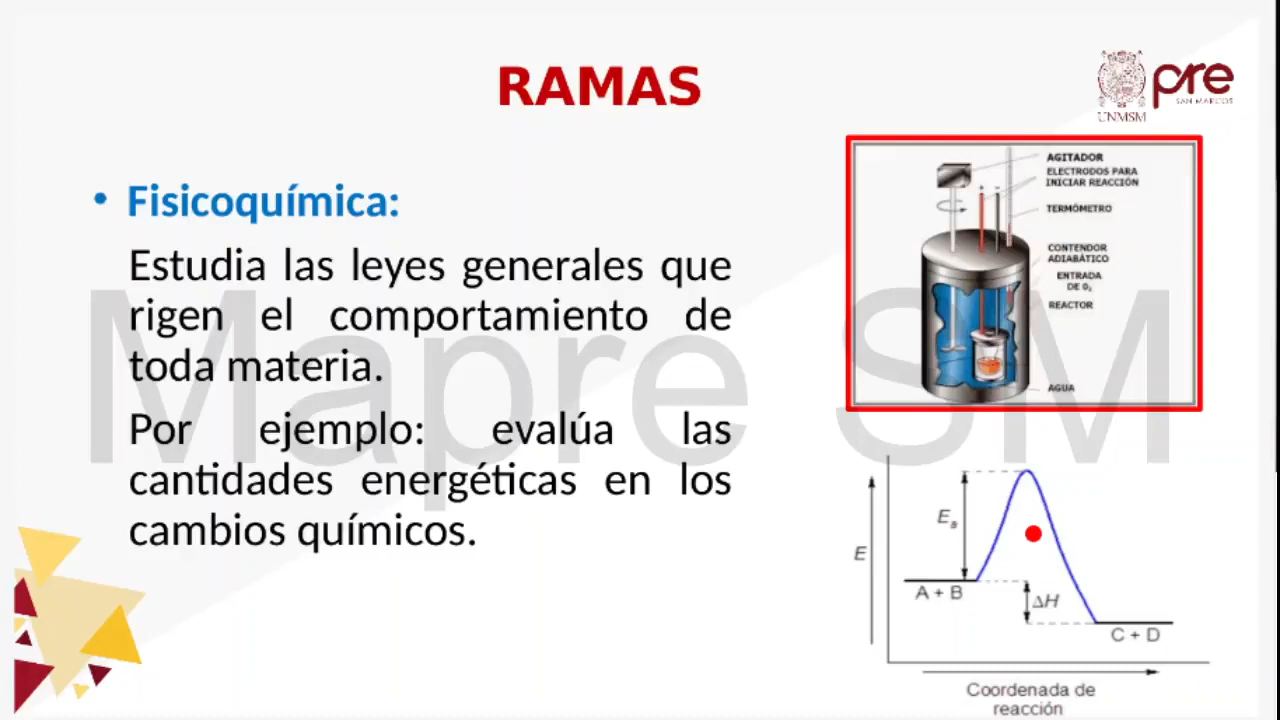 RAMAS
UNMSM
pre
SAN MARCOS
• Fisicoquímica:
Estudia las leyes generales que
rigen el comportamiento de
toda materia.
Por ejemplo: evalúa las
cantidades energéticas en los
cambios químicos.
Mapre SM
AGITADOR
ELECTRODOS PARA
INICIAR REACCIÓN
TERMÓMETRO
CONTENDOR
ADIABÁTICO
ENTRADA
DE O₂
REACTOR
AGUA
Eₐ
E
A + B
ΔH
C + D
Coordenada de
reacción